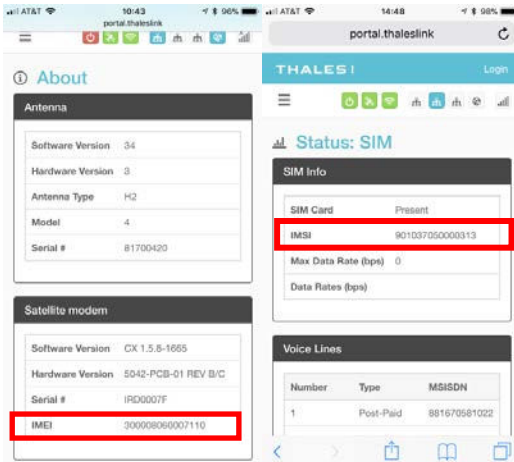 AT&T 10:43 96%
portal.thaleslink
About
Antenna
Software Version 34
Hardware Version 3
Antenna Type H2
Model 4
Serial # 81700420
Satellite modem
Software Version CX 1.5.8-1665
Hardware Version 5042-PCB-01 REV B/C
Serial # IRD0007F
IMEI 300008060007110
AT&T 14:48 98%
portal.thaleslink
THALES Login
Status: SIM
SIM Info
SIM Card Present
IMSI 901037050000313
Max Data Rate (bps) 0
Data Rates (bps)
Voice Lines
Number Type MSISDN
1 Post-Paid 881670581022